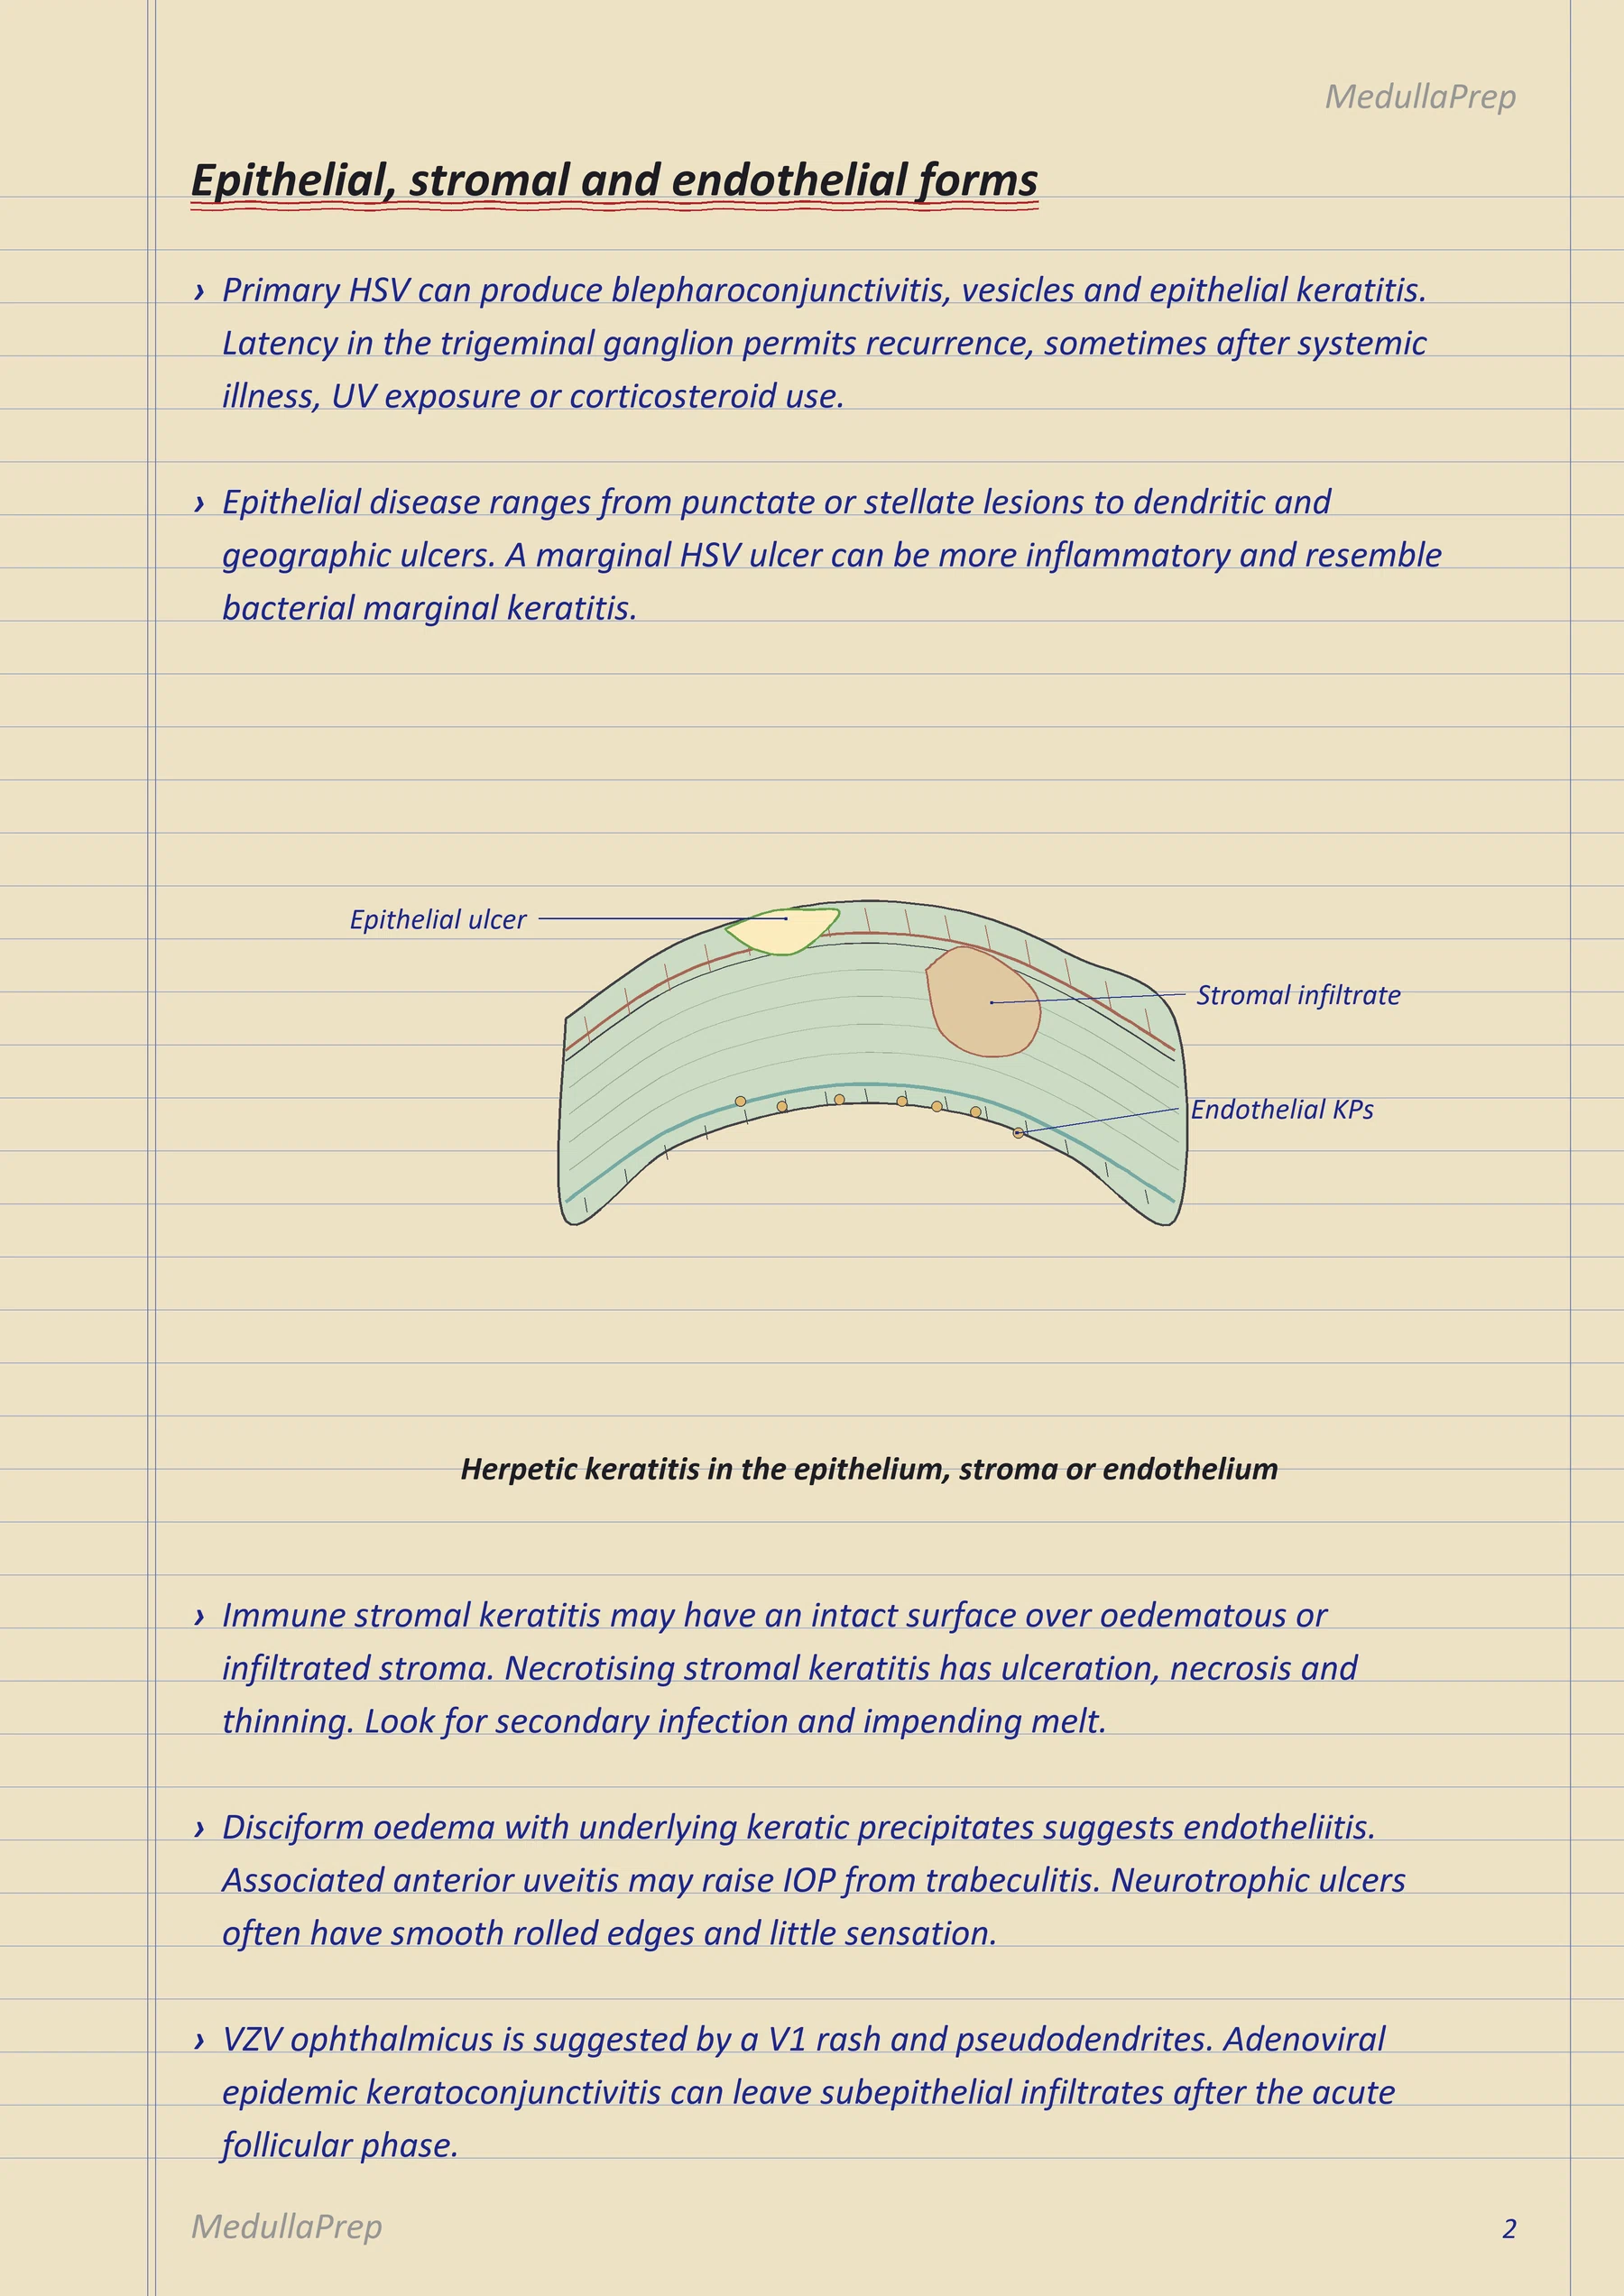 MedullaPrep
Epithelial, stromal and endothelial forms
› Primary HSV can produce blepharoconjunctivitis, vesicles and epithelial keratitis.
Latency in the trigeminal ganglion permits recurrence, sometimes after systemic
illness, UV exposure or corticosteroid use.
› Epithelial disease ranges from punctate or stellate lesions to dendritic and
geographic ulcers. A marginal HSV ulcer can be more inflammatory and resemble
bacterial marginal keratitis.
Epithelial ulcer
Stromal infiltrate
Endothelial KPs
Herpetic keratitis in the epithelium, stroma or endothelium
› Immune stromal keratitis may have an intact surface over oedematous or
infiltrated stroma. Necrotising stromal keratitis has ulceration, necrosis and
thinning. Look for secondary infection and impending melt.
› Disciform oedema with underlying keratic precipitates suggests endotheliitis.
Associated anterior uveitis may raise IOP from trabeculitis. Neurotrophic ulcers
often have smooth rolled edges and little sensation.
› VZV ophthalmicus is suggested by a V1 rash and pseudodendrites. Adenoviral
epidemic keratoconjunctivitis can leave subepithelial infiltrates after the acute
follicular phase.
MedullaPrep
2